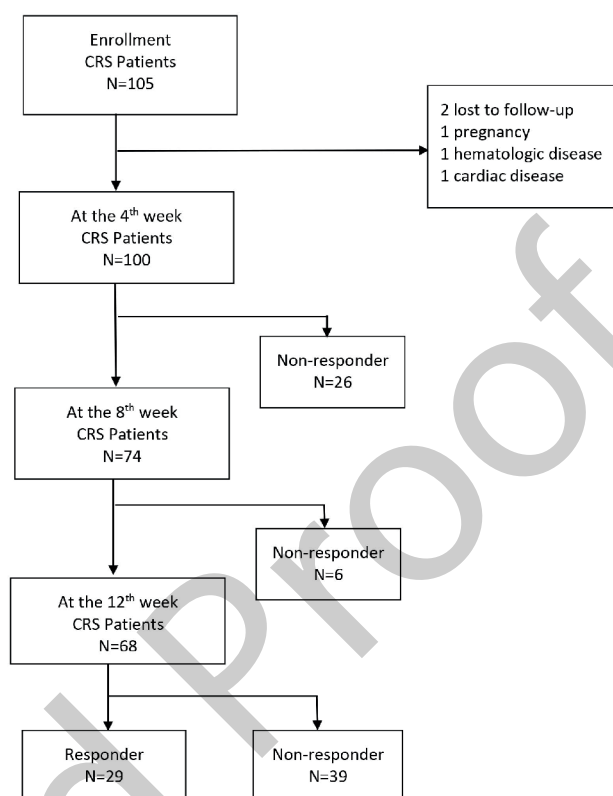 Enrollment
CRS Patients
N=105
2 lost to follow-up
1 pregnancy
1 hematologic disease
1 cardiac disease
At the 4th week
CRS Patients
N=100
Non-responder
N=26
At the 8th week
CRS Patients
N=74
Non-responder
N=6
At the 12th week
CRS Patients
N=68
Responder
N=29
Non-responder
N=39
d Proof